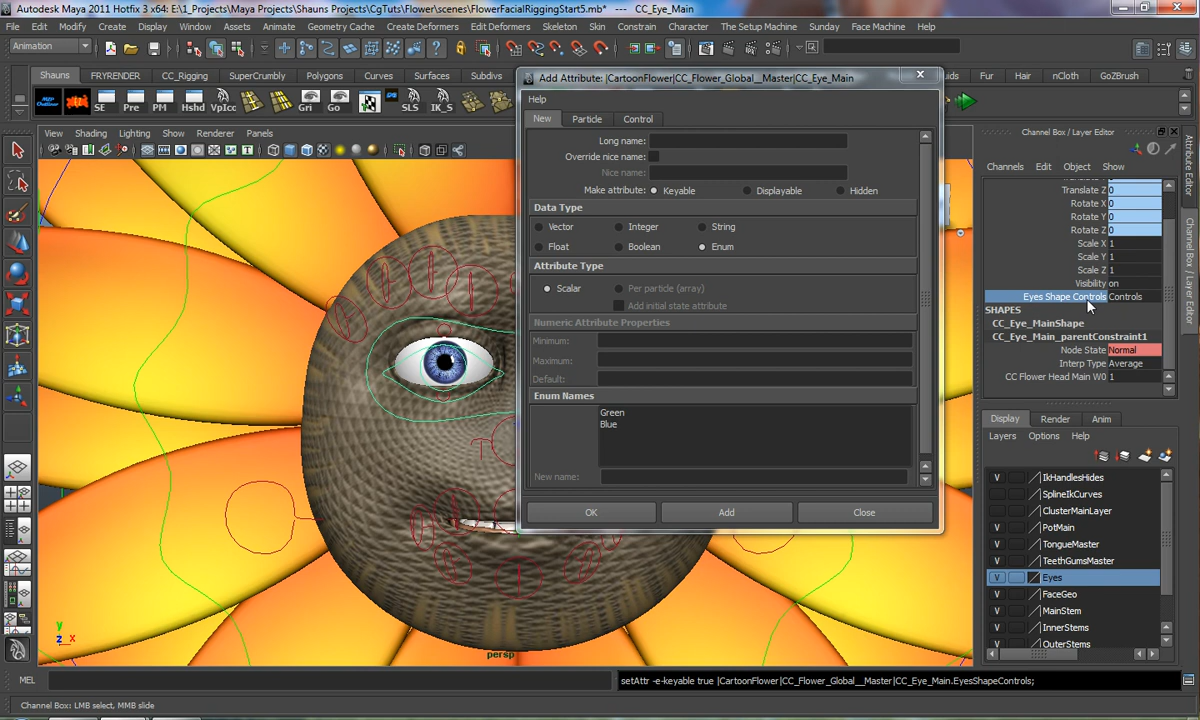 Autodesk Maya 2011 Hotfix 3 x64: E:\1_Projects\Maya Projects\Shauns Projects\CgTuts\Flower\scenes\FlowerFacialRiggingStart5.mb* --- CC_Eye_Main
File Edit Modify Create Display Window Assets Animate Geometry Cache Create Deformers Edit Deformers Skeleton Skin Constrain Character The Setup Machine Sunday Face Machine Help
Animation
Shauns FRYRENDER CC_Rigging SuperCrumbly Polygons Curves Surfaces Subdivs Fur Hair nCloth GoZBrush
SE Pre PM Hshd VpIcc Gri Go SLS IK_S
View Shading Lighting Show Renderer Panels
Add Attribute: |CartoonFlower|CC_Flower_Global__Master|CC_Eye_Main
Help
New Particle Control
Long name:
Override nice name:
Nice name:
Make attribute: Keyable Displayable Hidden
Data Type
Vector Integer String
Float Boolean Enum
Attribute Type
Scalar Per particle (array)
Add initial state attribute
Numeric Attribute Properties
Minimum:
Maximum:
Default:
Enum Names
Green
Blue
New name:
OK Add Close
Channel Box / Layer Editor
Channels Edit Object Show
Translate Z 0
Rotate X 0
Rotate Y 0
Rotate Z 0
Scale X 1
Scale Y 1
Scale Z 1
Visibility on
Eyes Shape Controls Controls
SHAPES
CC_Eye_MainShape
CC_Eye_Main_parentConstraint1
Node State Normal
Interp Type Average
CC Flower Head Main W0 1
Display Render Anim
Layers Options Help
V IkHandlesHides
SplineIkCurves
ClusterMainLayer
V PotMain
V TongueMaster
V TeethGumsMaster
V Eyes
V FaceGeo
V MainStem
V InnerStems
V OuterStems
Attribute Editor
Channel Box / Layer Editor
y
z x
persp
MEL
setAttr -e-keyable true |CartoonFlower|CC_Flower_Global__Master|CC_Eye_Main.EyesShapeControls;
Channel Box: LMB select, MMB slide